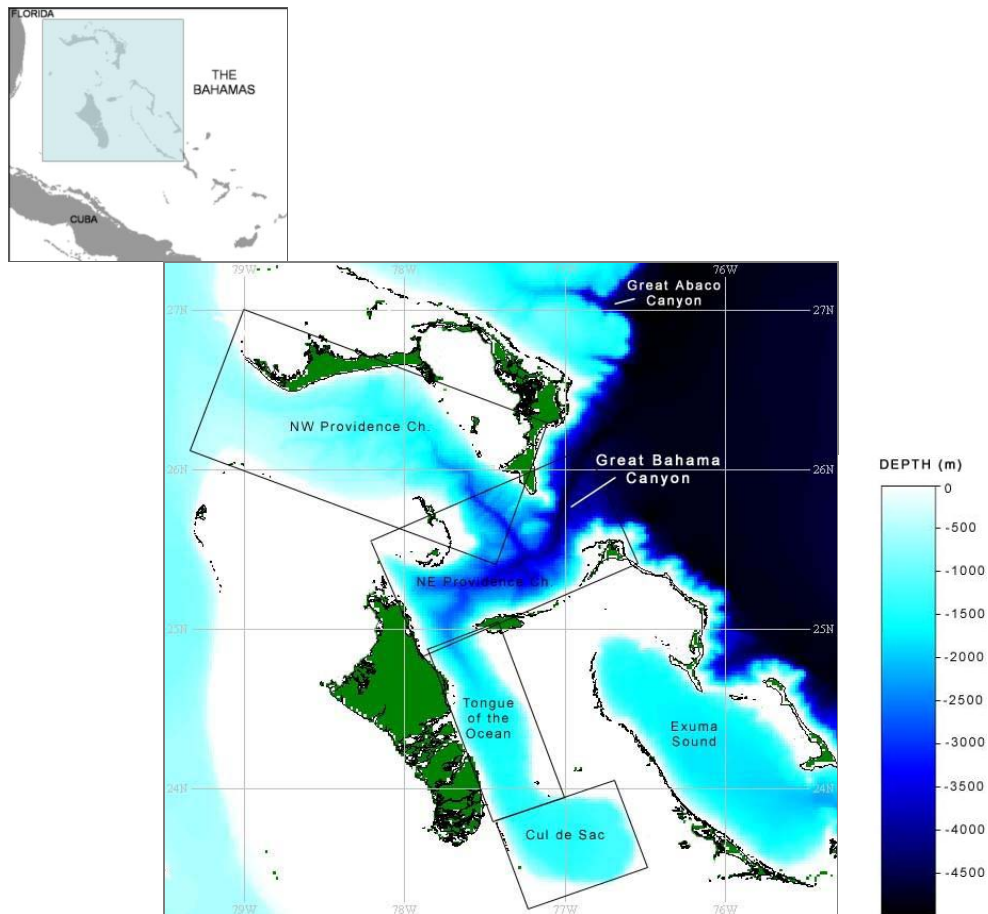 FLORIDA
THE
BAHAMAS
CUBA
79W
78W
77W
76W
Great Abaco
Canyon
27N
27N
NW Providence Ch.
Great Bahama
Canyon
26N
26N
NE Providence Ch.
25N
25N
Tongue
of the
Ocean
Exuma
Sound
24N
24N
Cul de Sac
79W
78W
77W
76W
DEPTH (m)
0
-500
-1000
-1500
-2000
-2500
-3000
-3500
-4000
-4500